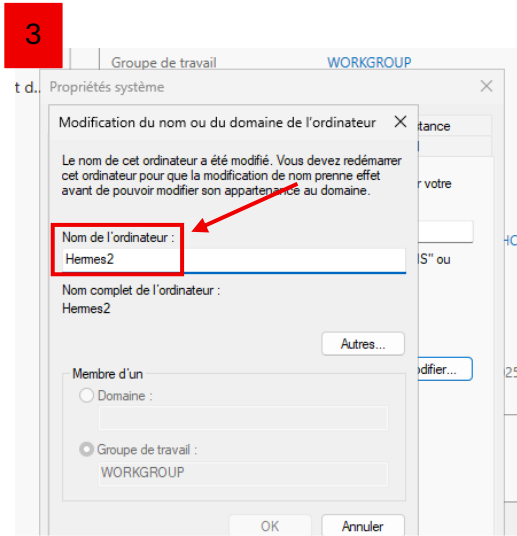 3
Groupe de travail WORKGROUP
t d..
Propriétés système
Modification du nom ou du domaine de l'ordinateur
tance
Le nom de cet ordinateur a été modifié. Vous devez redémarrer
cet ordinateur pour que la modification de nom prenne effet
avant de pouvoir modifier son appartenance au domaine.
r votre
Nom de l'ordinateur :
Hermes2
IS" ou
Nom complet de l'ordinateur :
Hermes2
Autres...
Membre d'un
odifier...
Domaine :
Groupe de travail :
WORKGROUP
OK Annuler